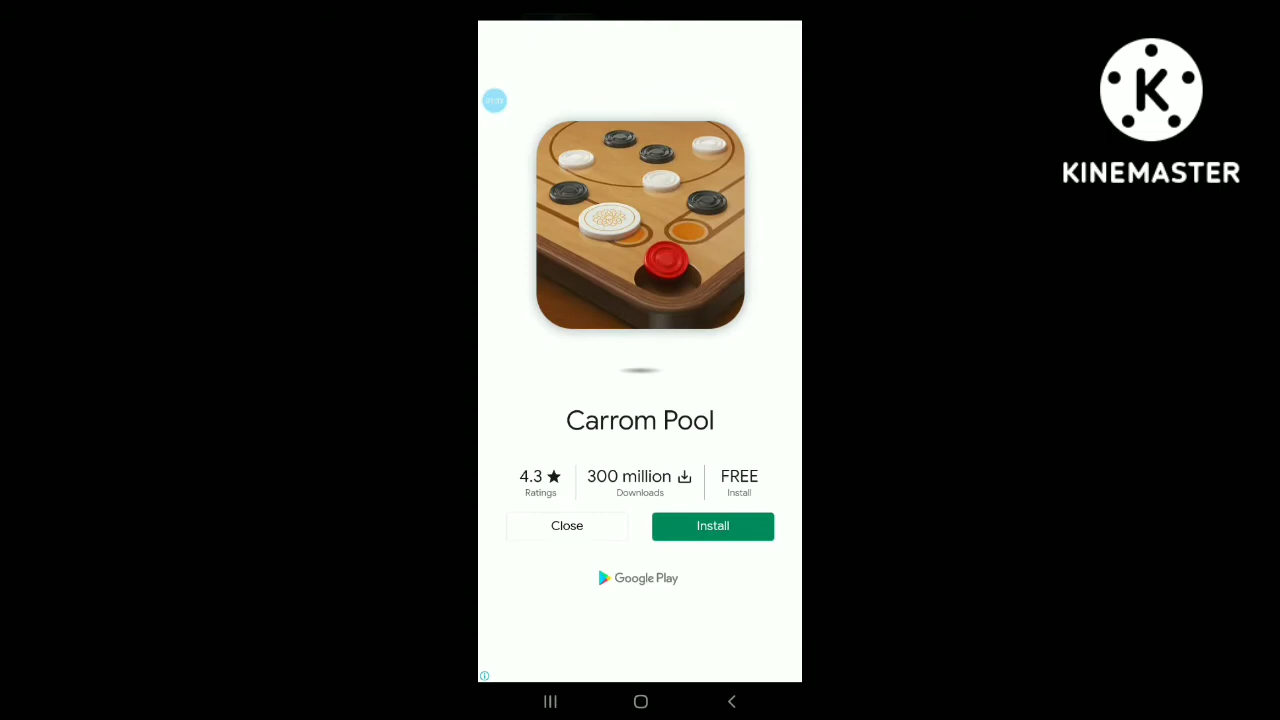 K
KINEMASTER
Carrom Pool
4.3 ★ 300 million FREE
Ratings Downloads Install
Close Install
Google Play